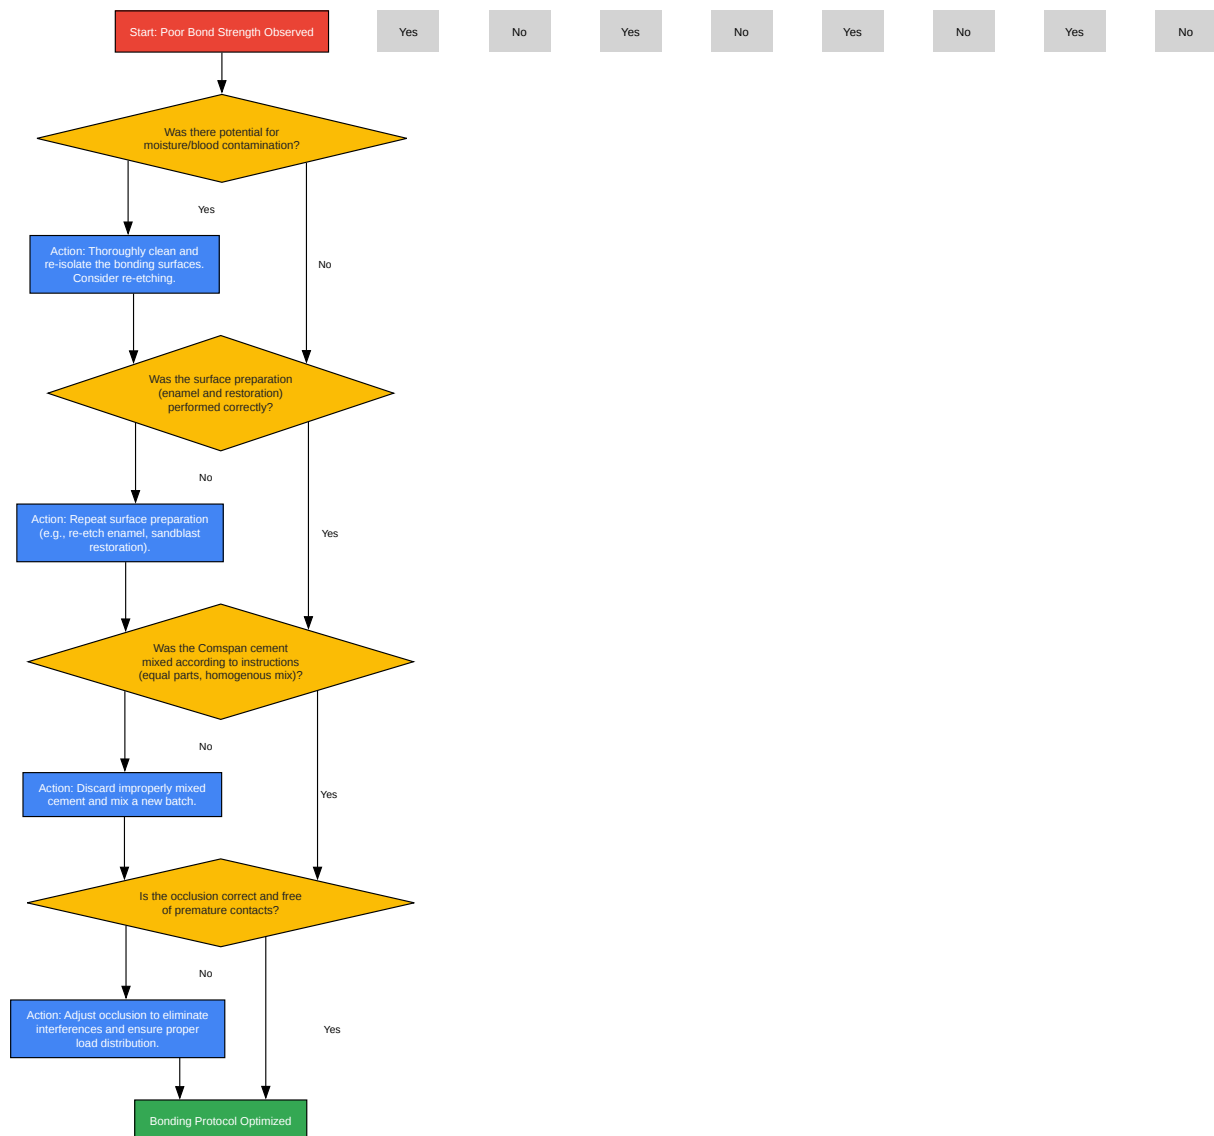 Start: Poor Bond Strength Observed
Yes
No
Yes
No
Yes
No
Yes
No
Was there potential for
moisture/blood contamination?
Yes
Action: Thoroughly clean and
re-isolate the bonding surfaces.
Consider re-etching.
No
Was the surface preparation
(enamel and restoration)
performed correctly?
No
Action: Repeat surface preparation
(e.g., re-etch enamel, sandblast
restoration).
Yes
Was the Comspan cement
mixed according to instructions
(equal parts, homogenous mix)?
No
Action: Discard improperly mixed
cement and mix a new batch.
Yes
Is the occlusion correct and free
of premature contacts?
No
Action: Adjust occlusion to eliminate
interferences and ensure proper
load distribution.
Yes
Bonding Protocol Optimized